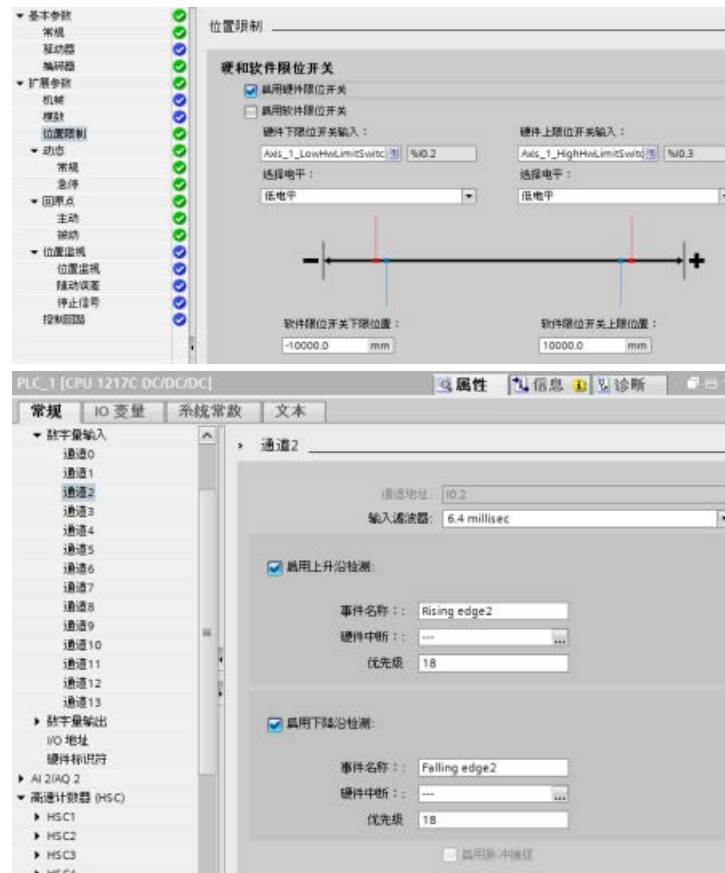 基本参数
常规
驱动器
编码器
扩展参数
机械
模数
位置限制
动态
常规
急停
回原点
主动
被动
位置监视
位置监视
随动误差
停止信号
控制回路
位置限制
硬和软件限位开关
启用硬件限位开关
启用软件限位开关
硬件下限位开关输入：
硬件上限位开关输入：
Axis_1_LowHwLimitSwitc
%I0.2
Axis_1_HighHwLimitSwitc
%I0.3
选择电平：
选择电平：
低电平
低电平
软件限位开关下限位置：
软件限位开关上限位置：
-10000.0 mm
10000.0 mm
PLC_1 [CPU 1217C DC/DC/DC]
属性
信息
诊断
常规
IO 变量
系统常数
文本
数字量输入
通道0
通道1
通道2
通道3
通道4
通道5
通道6
通道7
通道8
通道9
通道10
通道11
通道12
通道13
数字量输出
I/O 地址
硬件标识符
AI 2/AQ 2
高速计数器 (HSC)
HSC1
HSC2
HSC3
HSC4
通道2
通道地址: I0.2
输入滤波器: 6.4 millisec
启用上升沿检测:
事件名称：: Rising edge2
硬件中断：: ---
优先级 18
启用下降沿检测:
事件名称：: Falling edge2
硬件中断：: ---
优先级 18
启用脉冲捕捉